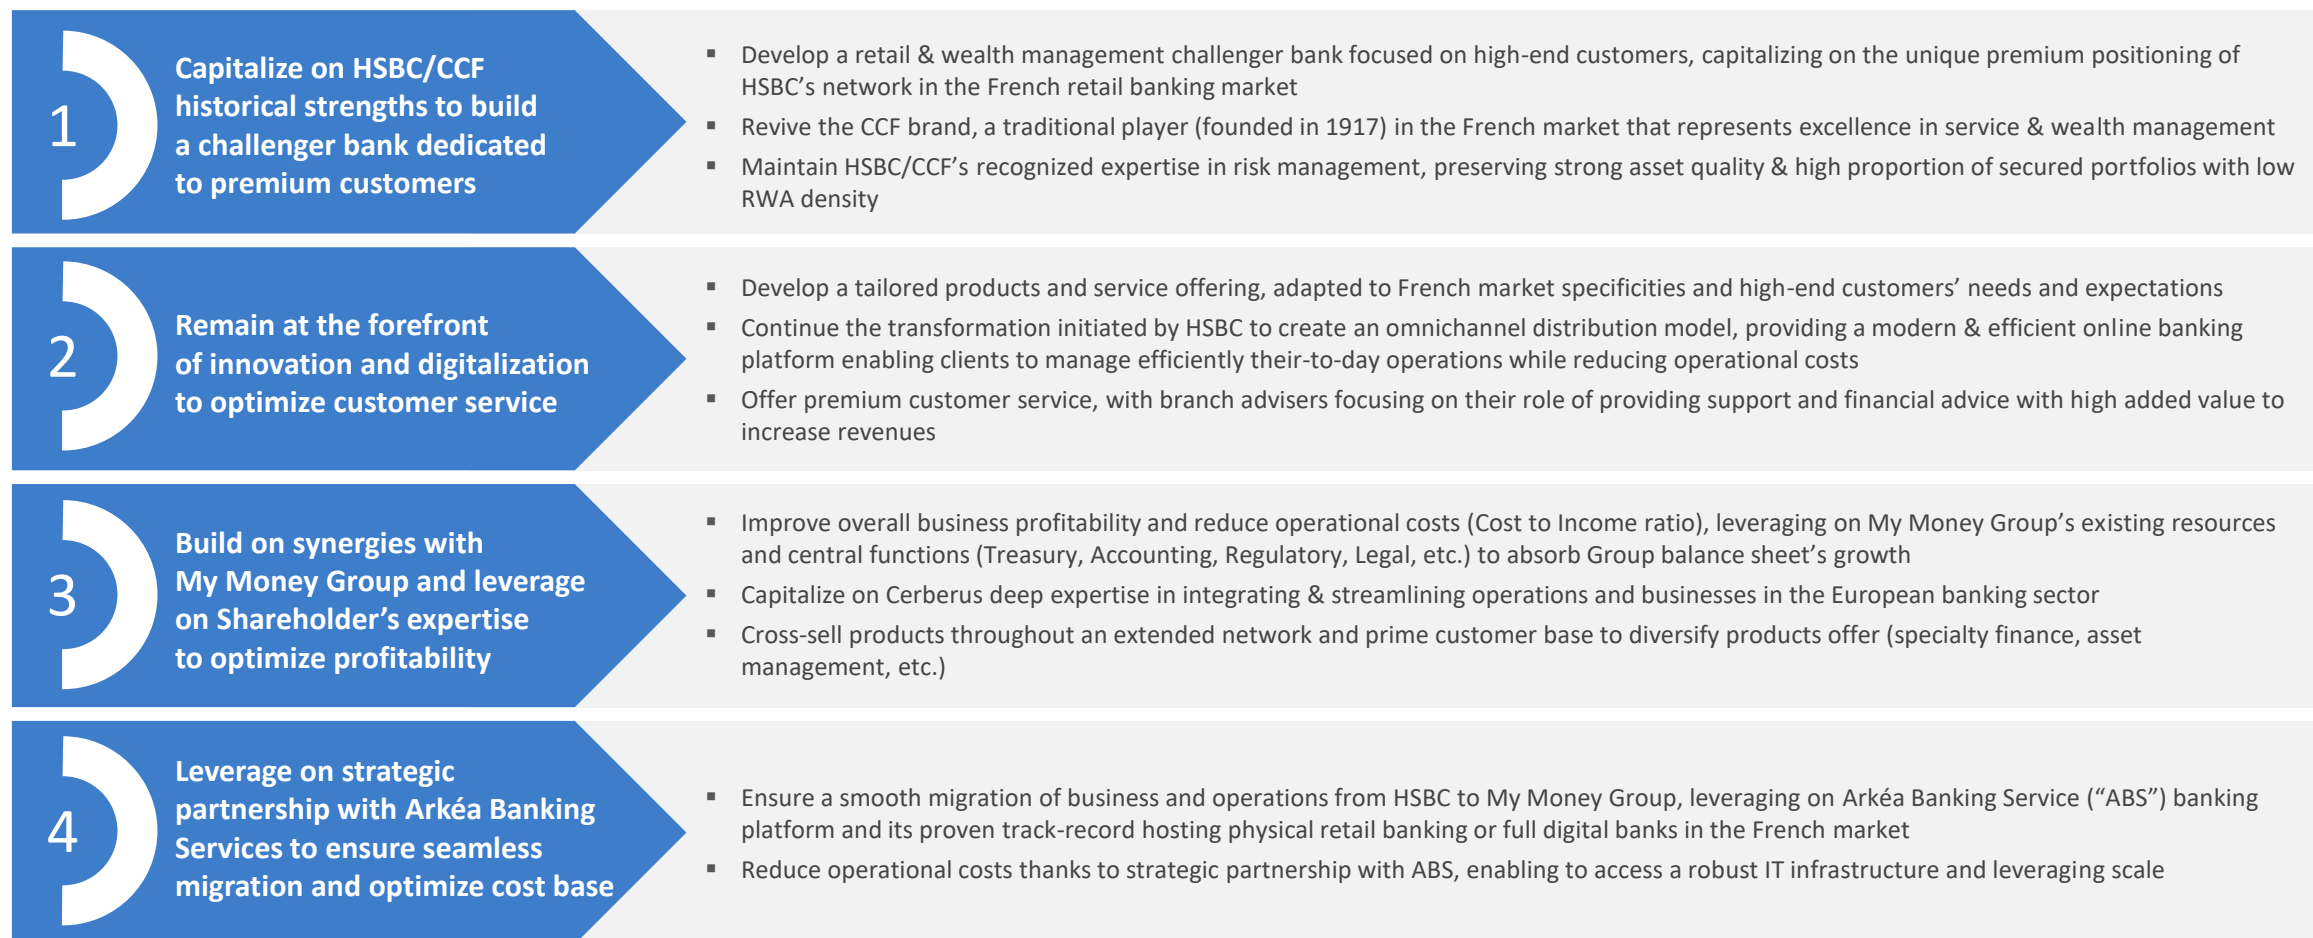 1
Capitalize on HSBC/CCF
historical strengths to build
a challenger bank dedicated
to premium customers
▪ Develop a retail & wealth management challenger bank focused on high-end customers, capitalizing on the unique premium positioning of
HSBC’s network in the French retail banking market
▪ Revive the CCF brand, a traditional player (founded in 1917) in the French market that represents excellence in service & wealth management
▪ Maintain HSBC/CCF’s recognized expertise in risk management, preserving strong asset quality & high proportion of secured portfolios with low
RWA density
2
Remain at the forefront
of innovation and digitalization
to optimize customer service
▪ Develop a tailored products and service offering, adapted to French market specificities and high-end customers’ needs and expectations
▪ Continue the transformation initiated by HSBC to create an omnichannel distribution model, providing a modern & efficient online banking
platform enabling clients to manage efficiently their-to-day operations while reducing operational costs
▪ Offer premium customer service, with branch advisers focusing on their role of providing support and financial advice with high added value to
increase revenues
3
Build on synergies with
My Money Group and leverage
on Shareholder’s expertise
to optimize profitability
▪ Improve overall business profitability and reduce operational costs (Cost to Income ratio), leveraging on My Money Group’s existing resources
and central functions (Treasury, Accounting, Regulatory, Legal, etc.) to absorb Group balance sheet’s growth
▪ Capitalize on Cerberus deep expertise in integrating & streamlining operations and businesses in the European banking sector
▪ Cross-sell products throughout an extended network and prime customer base to diversify products offer (specialty finance, asset
management, etc.)
4
Leverage on strategic
partnership with Arkéa Banking
Services to ensure seamless
migration and optimize cost base
▪ Ensure a smooth migration of business and operations from HSBC to My Money Group, leveraging on Arkéa Banking Service (“ABS”) banking
platform and its proven track-record hosting physical retail banking or full digital banks in the French market
▪ Reduce operational costs thanks to strategic partnership with ABS, enabling to access a robust IT infrastructure and leveraging scale